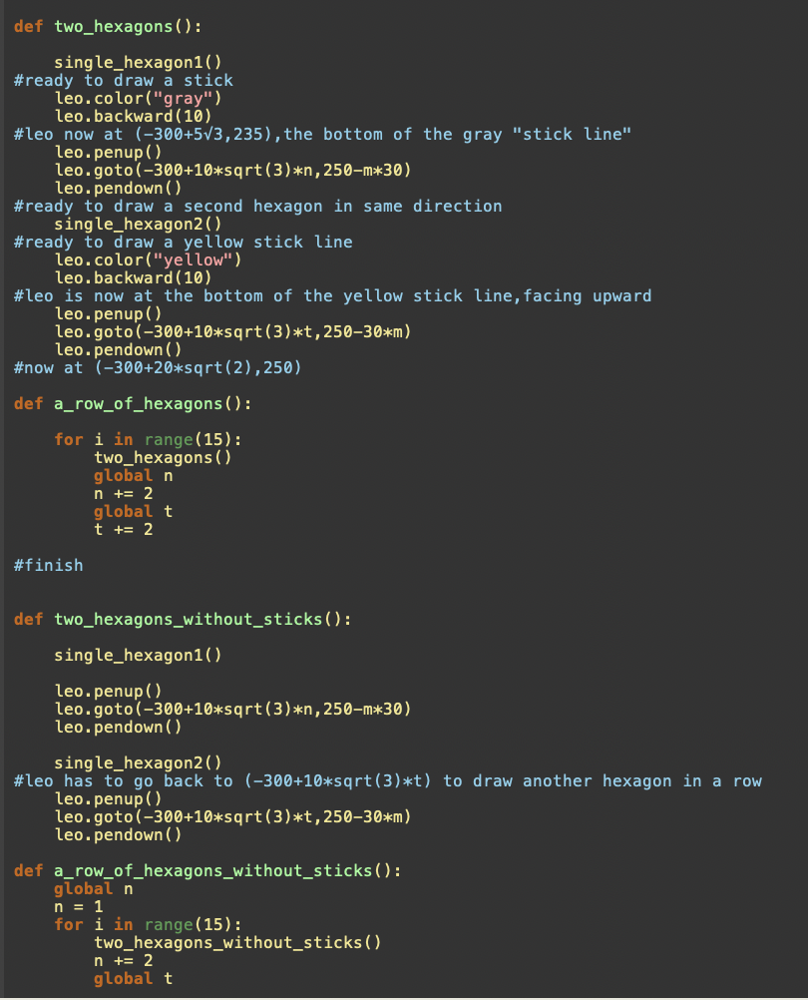 def two_hexagons():
    single_hexagon1()
#ready to draw a stick
    leo.color("gray")
    leo.backward(10)
#leo now at (-300+5√3,235),the bottom of the gray "stick line"
    leo.penup()
    leo.goto(-300+10*sqrt(3)*n,250-m*30)
    leo.pendown()
#ready to draw a second hexagon in same direction
    single_hexagon2()
#ready to draw a yellow stick line
    leo.color("yellow")
    leo.backward(10)
#leo is now at the bottom of the yellow stick line,facing upward
    leo.penup()
    leo.goto(-300+10*sqrt(3)*t,250-30*m)
    leo.pendown()
#now at (-300+20*sqrt(2),250)
def a_row_of_hexagons():
    for i in range(15):
        two_hexagons()
        global n
        n += 2
        global t
        t += 2
#finish
def two_hexagons_without_sticks():
    single_hexagon1()
    leo.penup()
    leo.goto(-300+10*sqrt(3)*n,250-m*30)
    leo.pendown()
    single_hexagon2()
#leo has to go back to (-300+10*sqrt(3)*t) to draw another hexagon in a row
    leo.penup()
    leo.goto(-300+10*sqrt(3)*t,250-30*m)
    leo.pendown()
def a_row_of_hexagons_without_sticks():
    global n
    n = 1
    for i in range(15):
        two_hexagons_without_sticks()
        n += 2
        global t